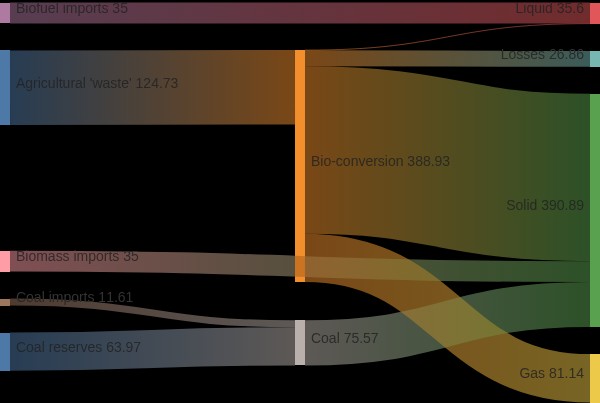 Biofuel imports 35
Liquid 35.6
Losses 26.86
Agricultural 'waste' 124.73
Bio-conversion 388.93
Solid 390.89
Biomass imports 35
Coal imports 11.61
Coal 75.57
Coal reserves 63.97
Gas 81.14